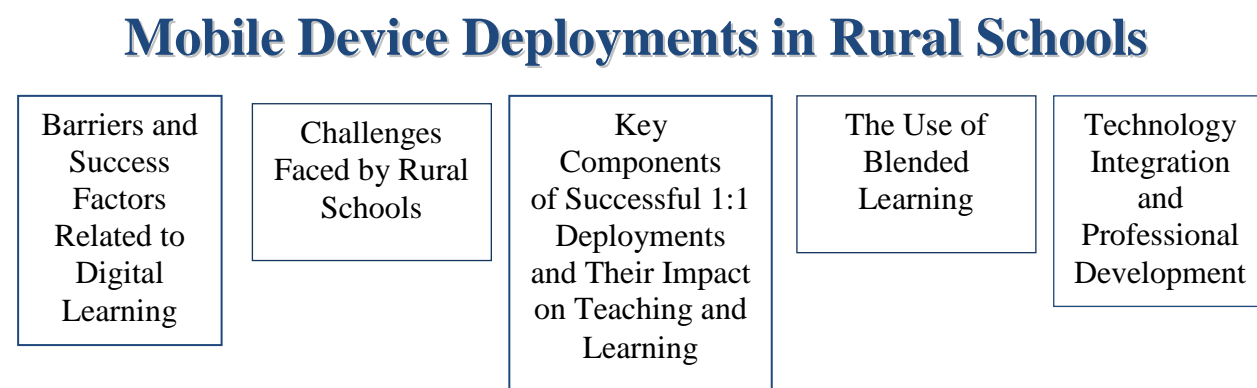 Mobile Device Deployments in Rural Schools
Barriers and
Success
Factors
Related to
Digital
Learning
Challenges
Faced by Rural
Schools
Key
Components
of Successful 1:1
Deployments
and Their Impact
on Teaching and
Learning
The Use of
Blended
Learning
Technology
Integration
and
Professional
Development